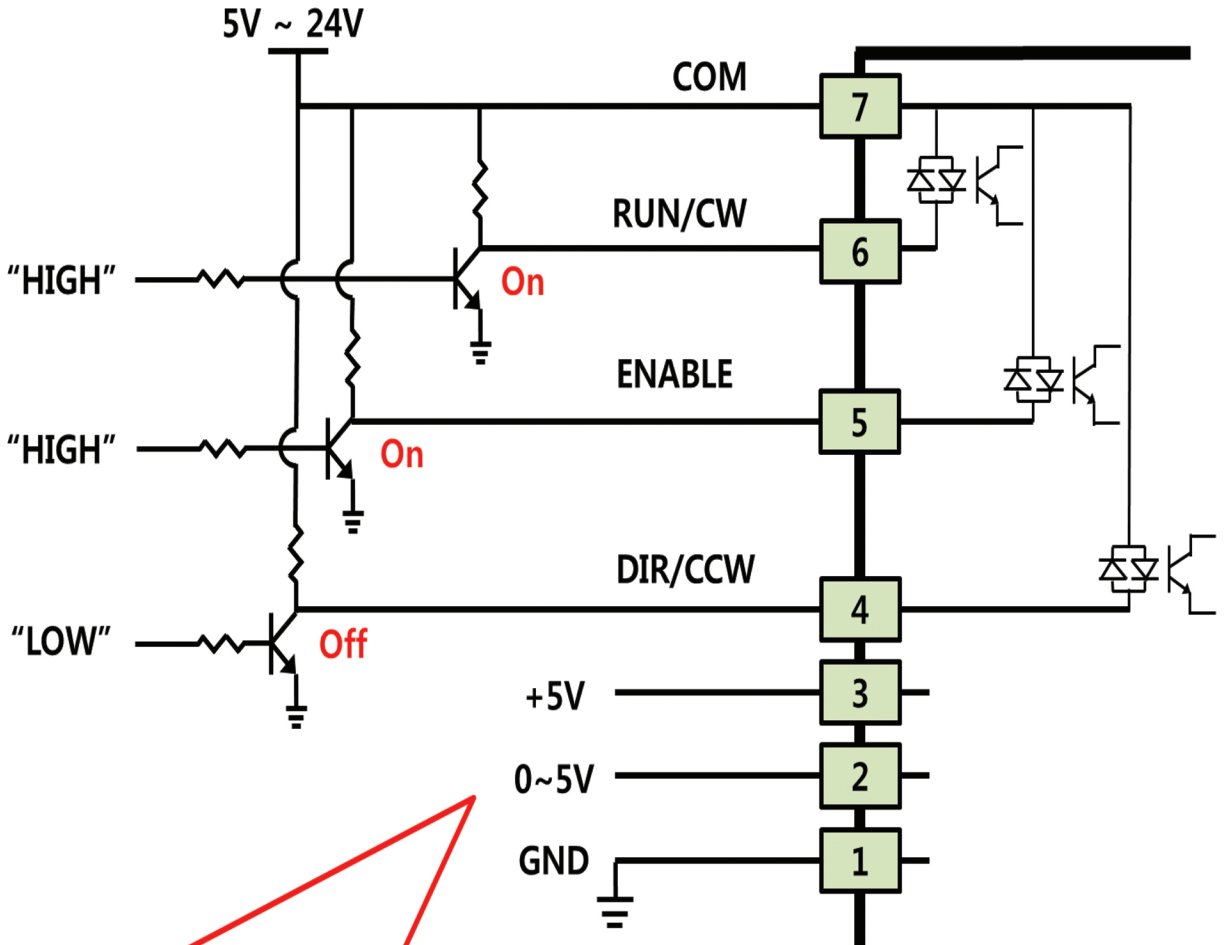 5V ~ 24V
COM
7
RUN/CW
6
“HIGH”
On
ENABLE
5
“HIGH”
On
DIR/CCW
4
“LOW”
Off
+5V
3
0~5V
2
GND
1